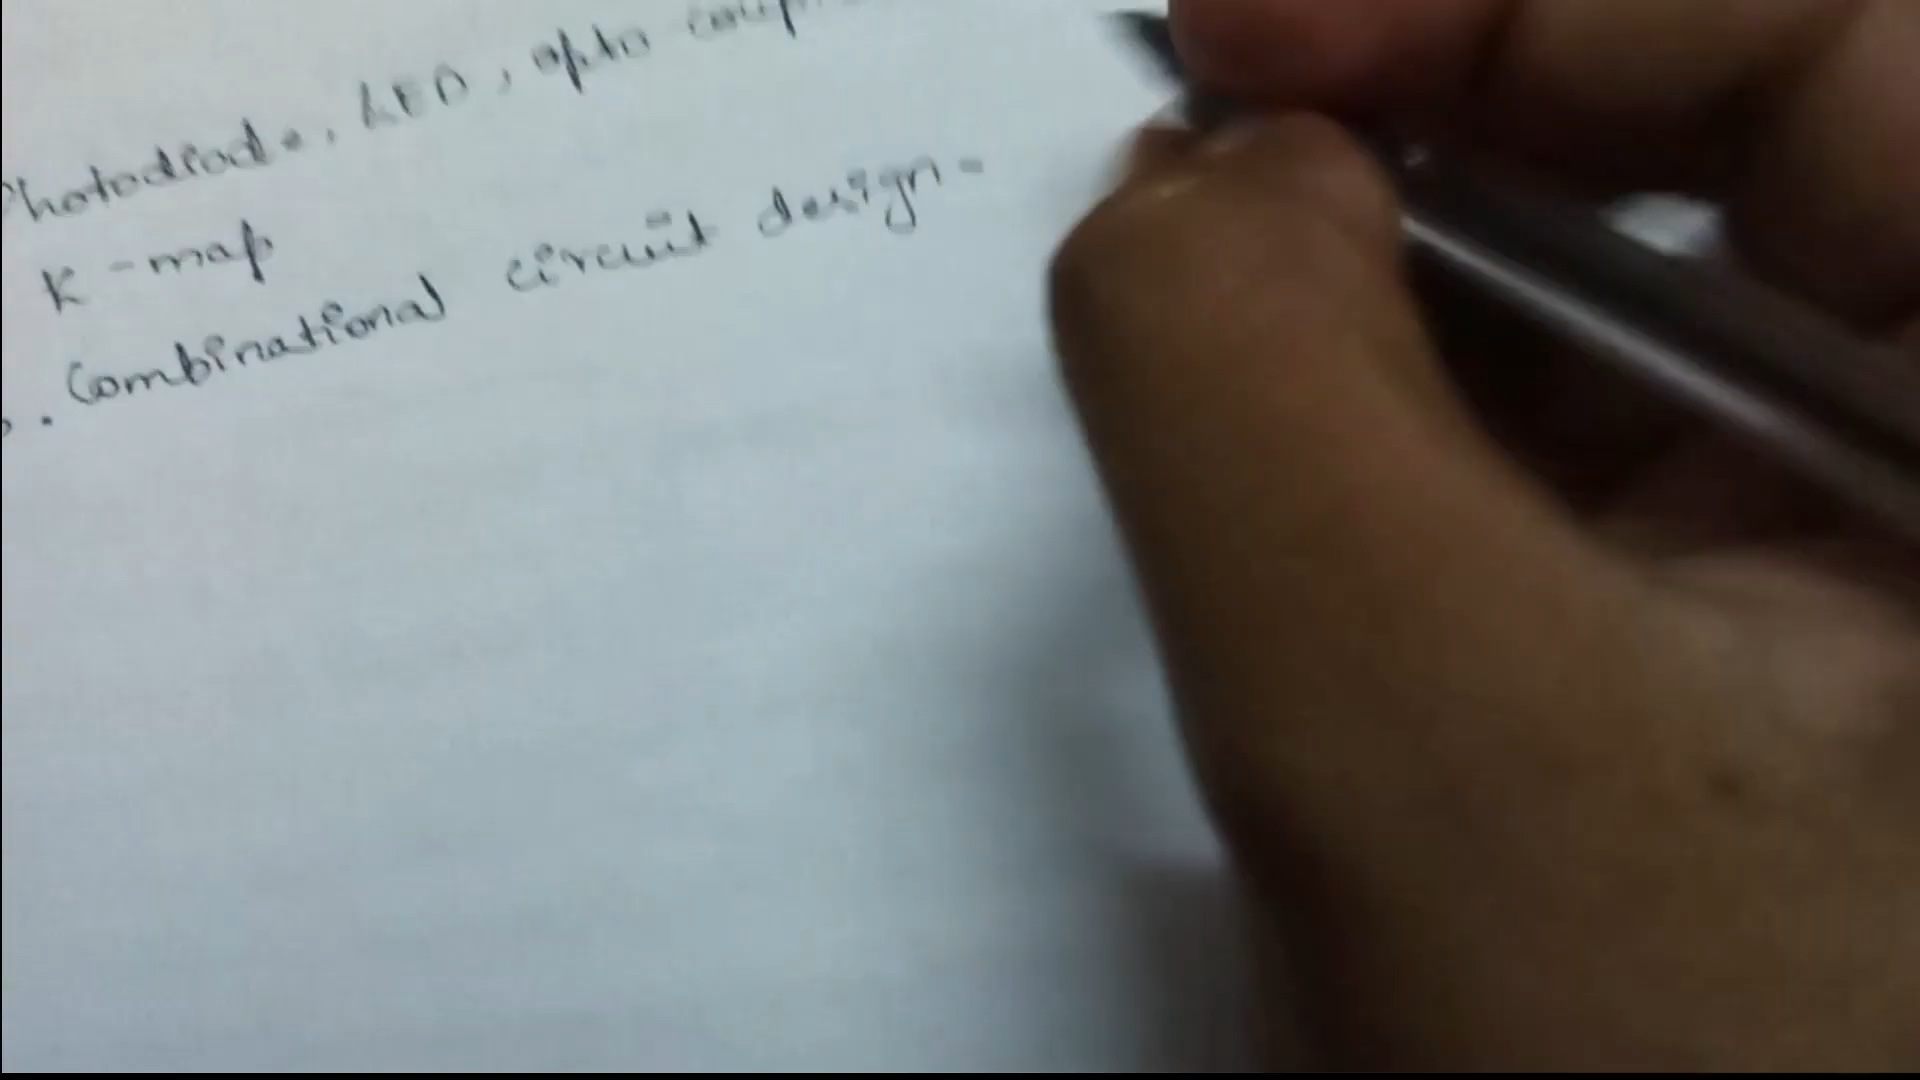 Photodiode, LED, opto
K-map
. Combinational circuit design -